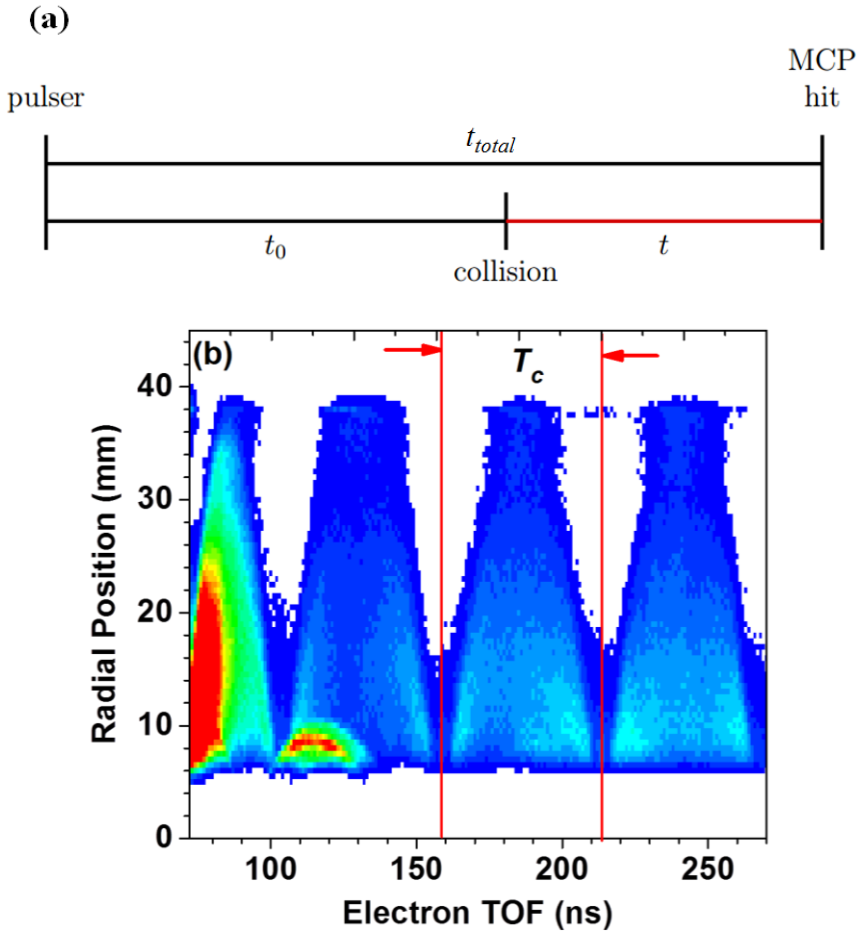 (a)
MCP
pulser hit
t_total
t_0 t
collision
(b) T_c
40
30
20
10
0
Radial Position (mm)
100 150 200 250
Electron TOF (ns)